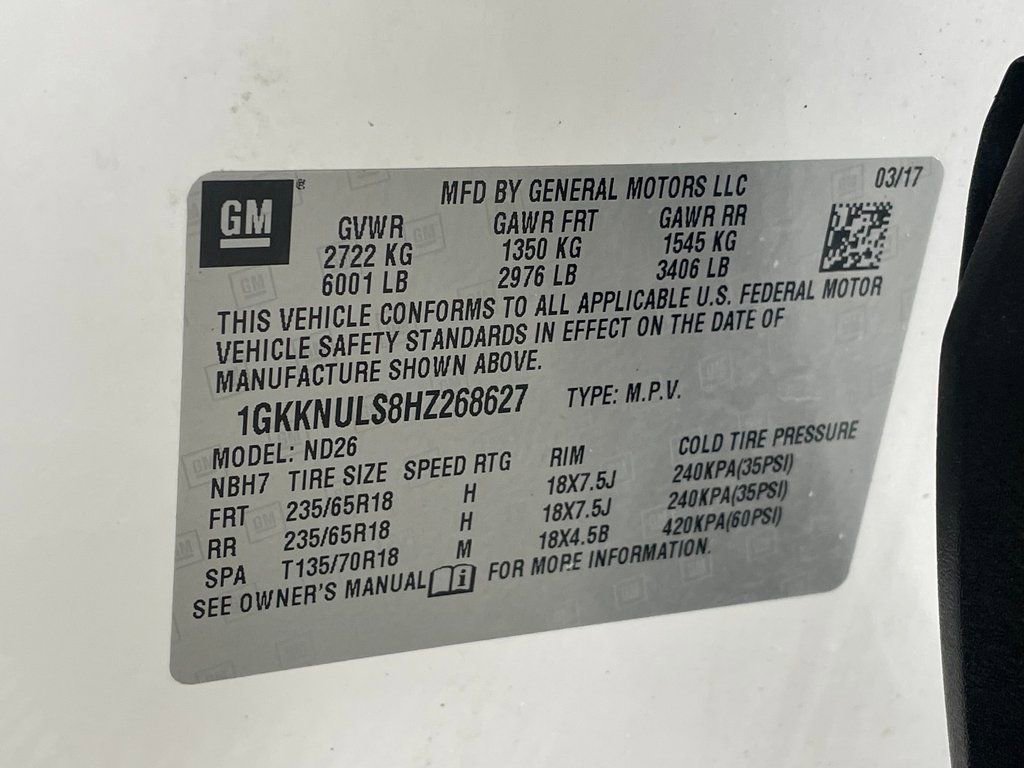 GM®
MFD BY GENERAL MOTORS LLC 03/17
GVWR GAWR FRT GAWR RR
2722 KG 1350 KG 1545 KG
6001 LB 2976 LB 3406 LB
THIS VEHICLE CONFORMS TO ALL APPLICABLE U.S. FEDERAL MOTOR
VEHICLE SAFETY STANDARDS IN EFFECT ON THE DATE OF
MANUFACTURE SHOWN ABOVE.
1GKKNULS8HZ268627 TYPE: M.P.V.
MODEL: ND26
NBH7 TIRE SIZE SPEED RTG RIM COLD TIRE PRESSURE
FRT 235/65R18 H 18X7.5J 240KPA(35PSI)
RR 235/65R18 H 18X7.5J 240KPA(35PSI)
SPA T135/70R18 M 18X4.5B 420KPA(60PSI)
SEE OWNER'S MANUAL i FOR MORE INFORMATION.